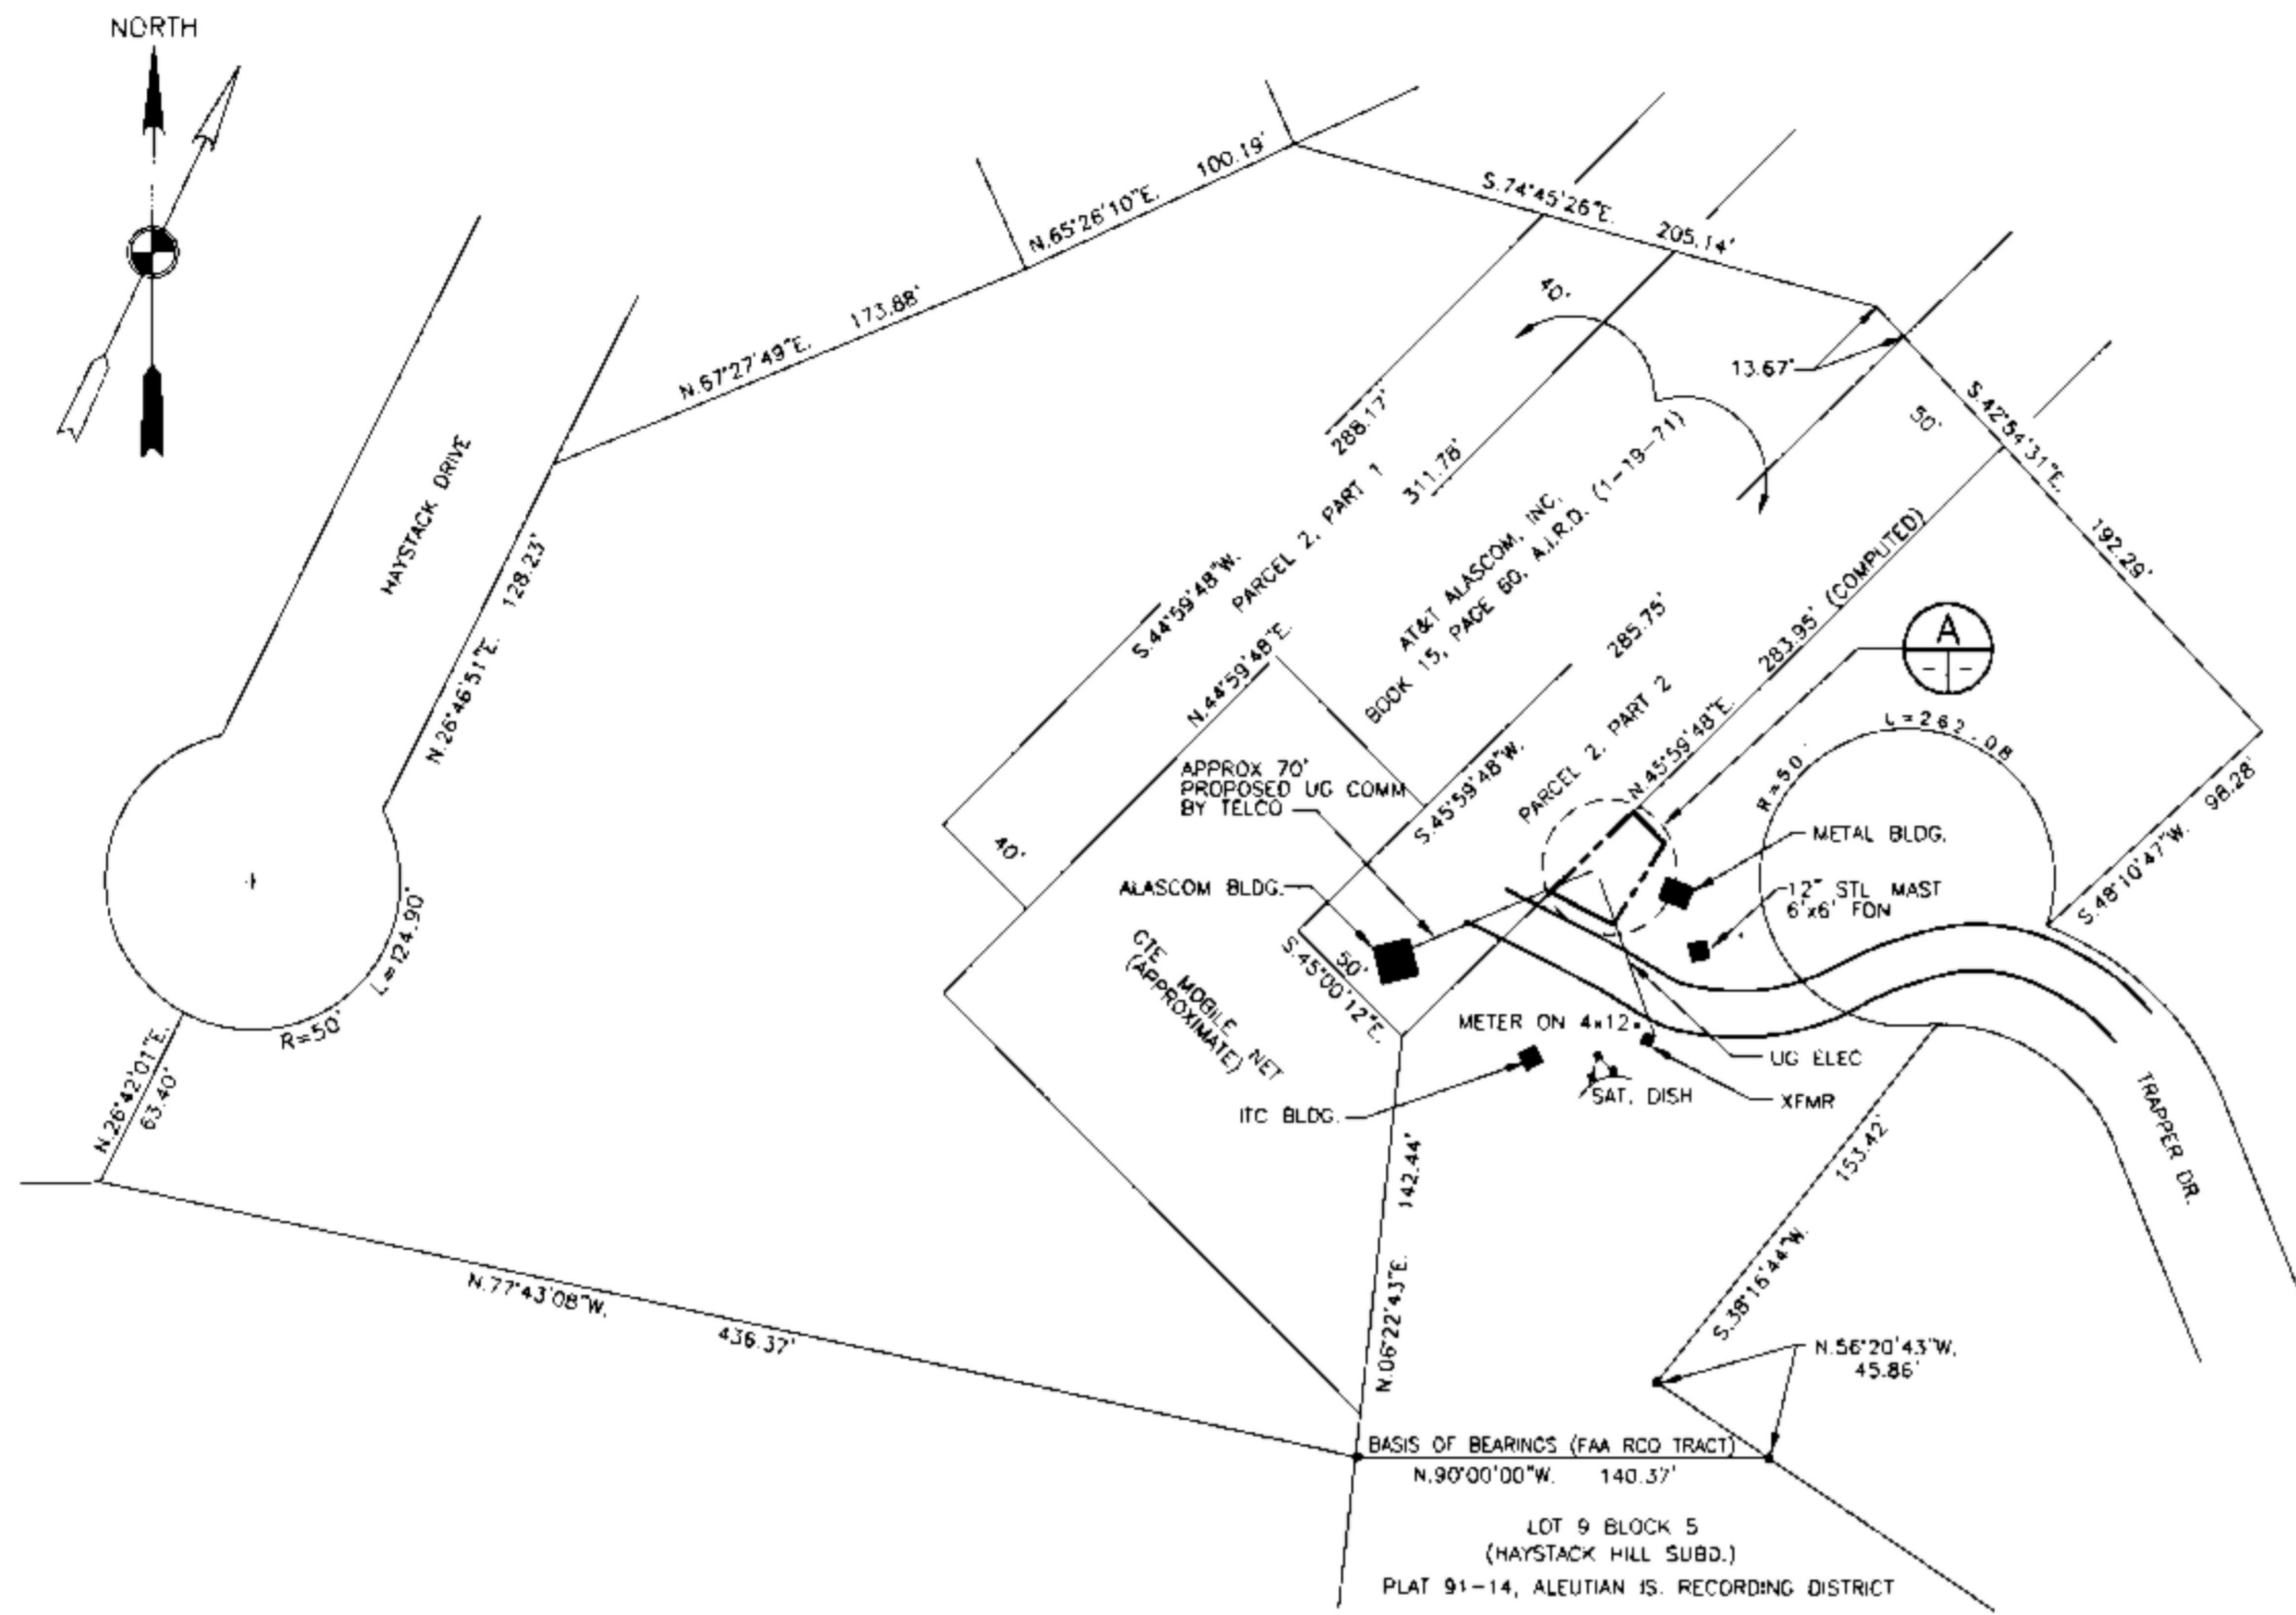 NORTH
100.19'
N.65°26'10"E.
S.74°45'26"E.
205.14'
173.88'
N.67°27'49"E.
40'
13.67'
S.42°54'31"E.
50'
192.29'
HAYSTACK DRIVE
N.26°46'51"E. 128.23'
288.17'
311.78'
S.44°59'48"W.
PARCEL 2, PART 1
N.44°59'48"E.
AT&T ALASCOM, INC.
BOOK 15, PAGE 60, A.I.R.D. (1-19-71)
285.75'
S.45°59'48"W.
PARCEL 2, PART 2
N.45°59'48"E. 283.95' (COMPUTED)
A
L=262.08
R=50'
S.48°10'47"W. 98.28'
APPROX 70'
PROPOSED UG COMM
BY TELCO
METAL BLDG.
12" STL MAST
6'x6' FDN
ALASCOM BLDG.
40'
50'
S.45°00'12"E.
GTE MOBILE NET
(APPROXIMATE)
METER ON 4x12
UG ELEC
XFMR
SAT. DISH
ITC BLDG.
L=124.90'
R=50'
N.26°42'01"E.
63.40'
TRAPPER DR.
N.06°22'43"E. 142.44'
S.38°16'44"W. 153.42'
N.77°43'08"W.
436.37'
N.56°20'43"W.
45.86'
BASIS OF BEARINGS (FAA RCO TRACT)
N.90°00'00"W. 140.37'
LOT 9 BLOCK 5
(HAYSTACK HILL SUBD.)
PLAT 91-14, ALEUTIAN IS. RECORDING DISTRICT